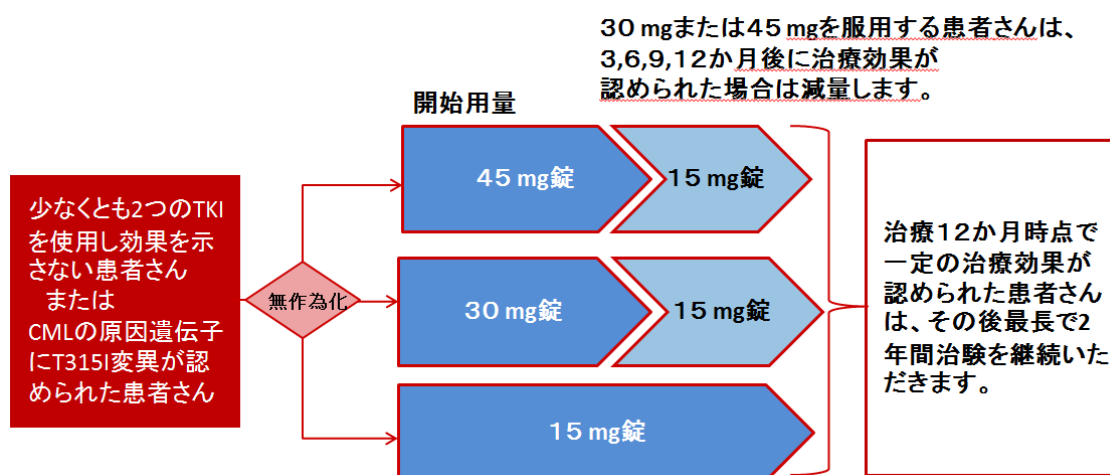 30 mgまたは45 mgを服用する患者さんは、
3,6,9,12か月後に治療効果が
認められた場合は減量します。
開始用量
45 mg錠
15 mg錠
少なくとも2つのTKI
を使用し効果を示
さない患者さん
または
CMLの原因遺伝子
にT315I変異が認
められた患者さん
無作為化
30 mg錠
15 mg錠
15 mg錠
治療12か月時点で
一定の治療効果が
認められた患者さん
は、その後最長で2
年間治験を継続いた
だきます。